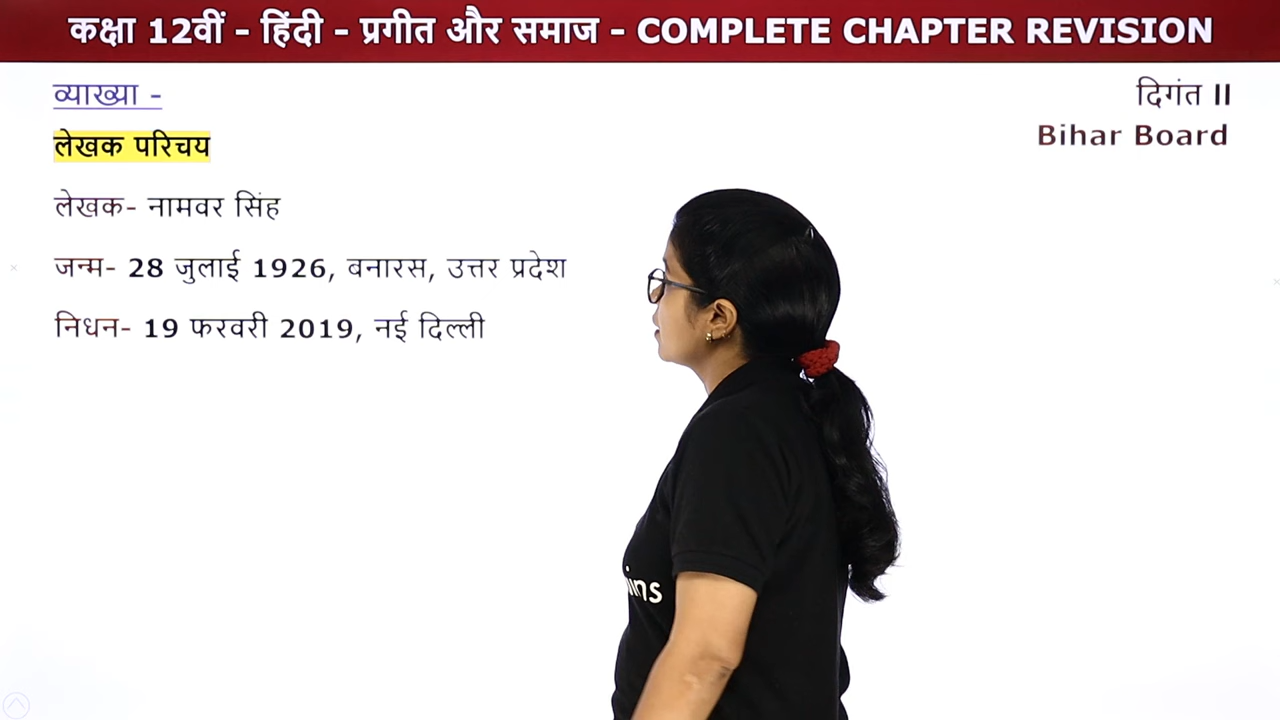 कक्षा 12वीं - हिंदी - प्रगीत और समाज - COMPLETE CHAPTER REVISION
व्याख्या -
दिगंत II
Bihar Board
लेखक परिचय
लेखक- नामवर सिंह
जन्म- 28 जुलाई 1926, बनारस, उत्तर प्रदेश
निधन- 19 फरवरी 2019, नई दिल्ली